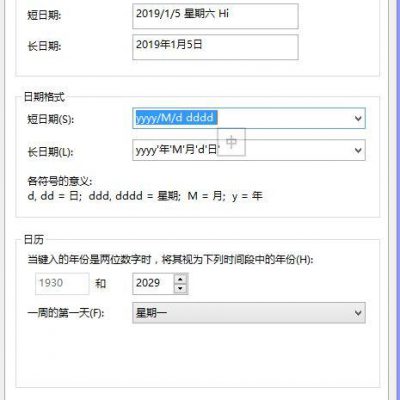 短日期: 2019/1/5 星期六 Hi
长日期: 2019年1月5日
日期格式
短日期(S): yyyy/M/d dddd
长日期(L): yyyy'年'M'月'd'日'
中
各符号的意义:
d, dd = 日; ddd, dddd = 星期; M = 月; y = 年
日历
当键入的年份是两位数字时，将其视为下列时间段中的年份(H):
1930 和 2029
一周的第一天(F): 星期一